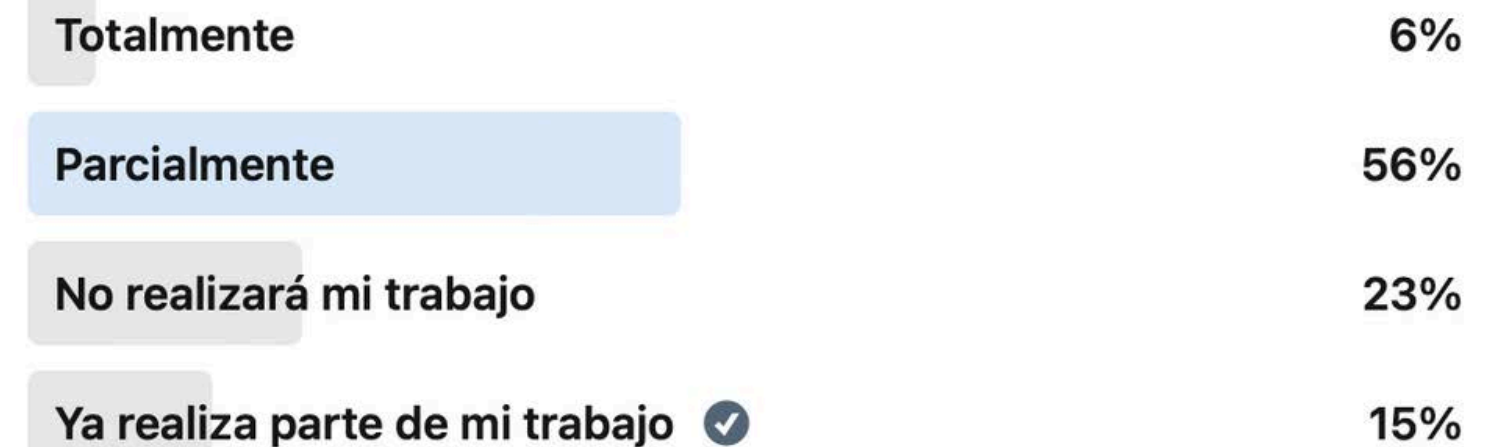 Totalmente 6%
Parcialmente 56%
No realizará mi trabajo 23%
Ya realiza parte de mi trabajo 15%